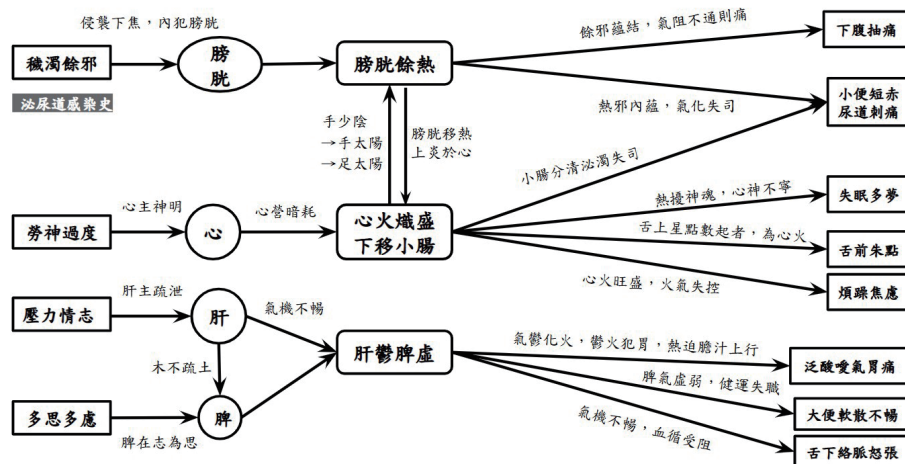 侵襲下焦，內犯膀胱
穢濁餘邪
膀
胱
膀胱餘熱
餘邪蘊結，氣阻不通則痛
下腹抽痛
泌尿道感染史
熱邪內蘊，氣化失司
小便短赤
尿道刺痛
手少陰
→手太陽
→足太陽
膀胱移熱
上炎於心
小腸分清泌濁失司
心主神明
勞神過度
心
心營暗耗
心火熾盛
下移小腸
熱擾神魂，心神不寧
失眠多夢
舌上星點數起者，為心火
舌前朱點
心火旺盛，火氣失控
煩躁焦慮
肝主疏泄
壓力情志
肝
氣機不暢
木不疏土
肝鬱脾虛
氣鬱化火，鬱火犯胃，熱迫膽汁上行
泛酸噯氣胃痛
脾氣虛弱，健運失職
大便軟散不暢
多思多慮
脾
脾在志為思
氣機不暢，血循受阻
舌下絡脈怒張